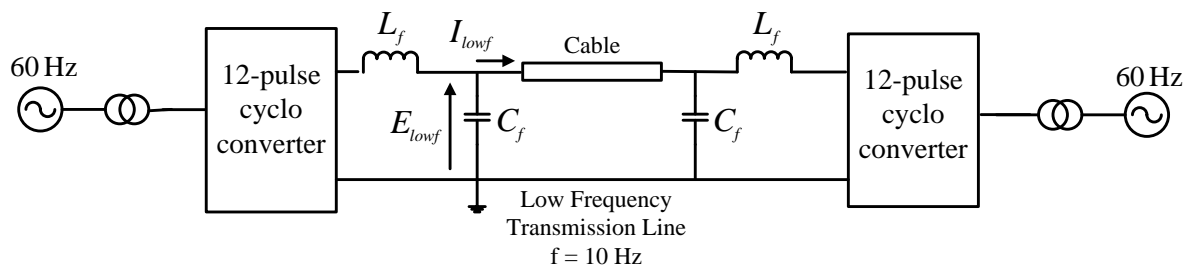 60 Hz
12-pulse
cyclo
converter
L_f
I_lowf
E_lowf
C_f
Cable
C_f
L_f
12-pulse
cyclo
converter
60 Hz
Low Frequency
Transmission Line
f = 10 Hz